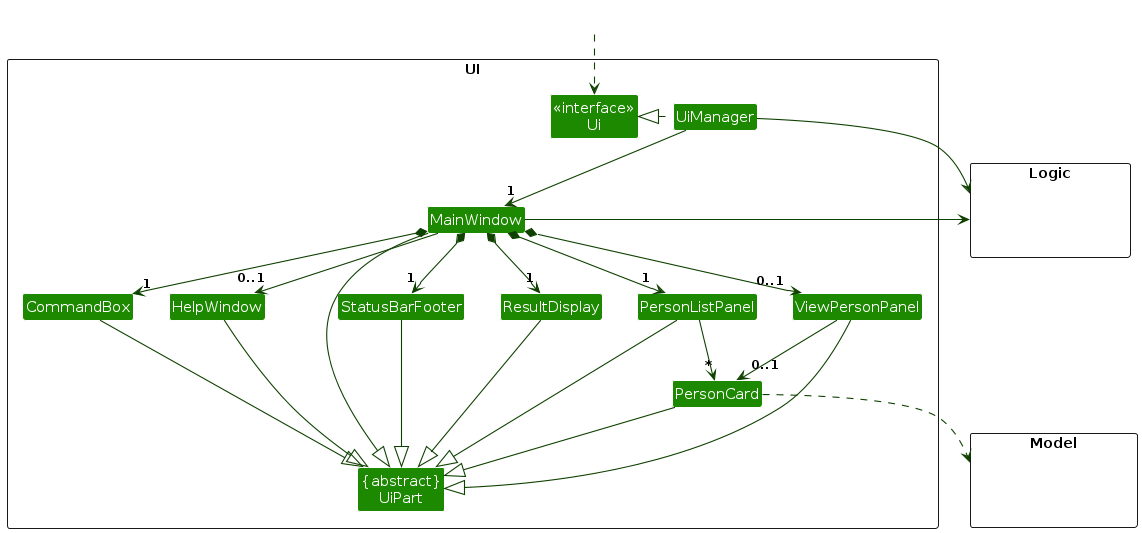 UI
«interface»
Ui
UiManager
1
MainWindow
1
0..1
1
1
1
0..1
CommandBox
HelpWindow
StatusBarFooter
ResultDisplay
PersonListPanel
ViewPersonPanel
*
0..1
PersonCard
{abstract}
UiPart
Logic
Model